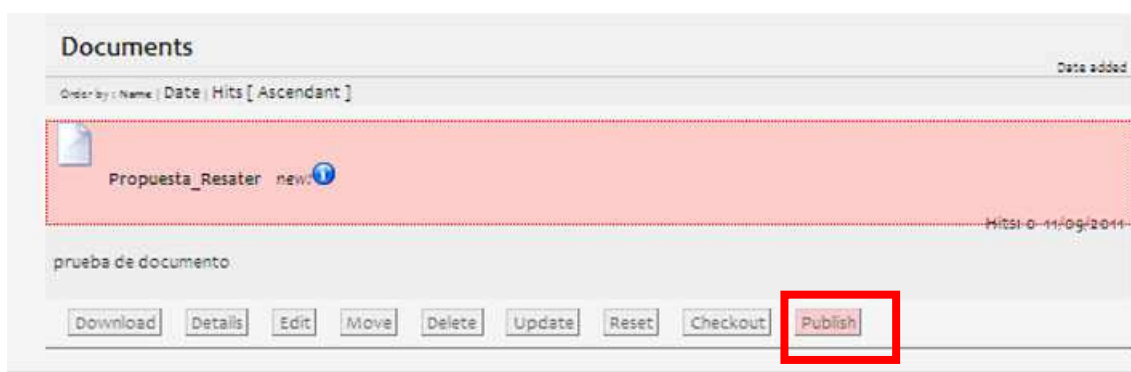 Documents
Date added
Order by : Name | Date | Hits [ Ascendant ]
Propuesta_Resater new!
Hits: 0 11/09/2011
prueba de documento
Download Details Edit Move Delete Update Reset Checkout Publish